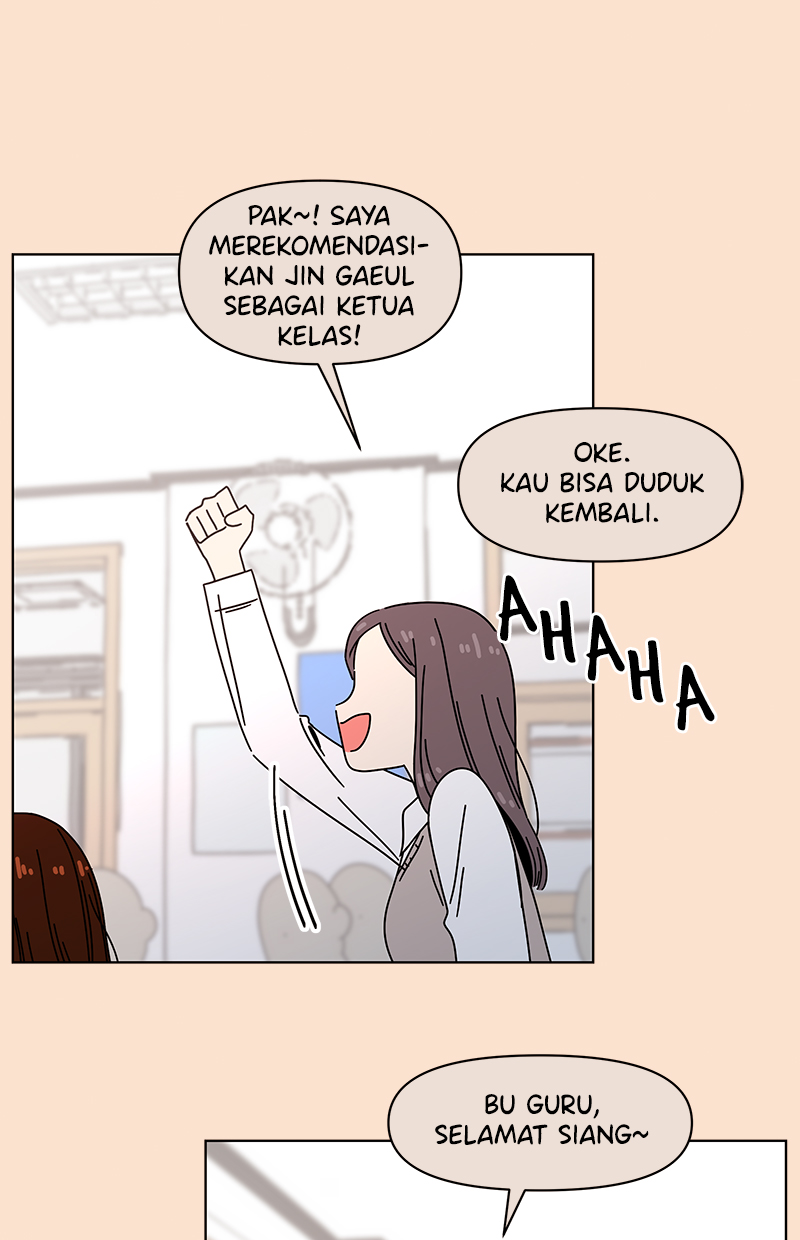 PAK~! SAYA
MEREKOMENDASI-
KAN JIN GAEUL
SEBAGAI KETUA
KELAS!
OKE.
KAU BISA DUDUK
KEMBALI.
AHAHA
BU GURU,
SELAMAT SIANG~